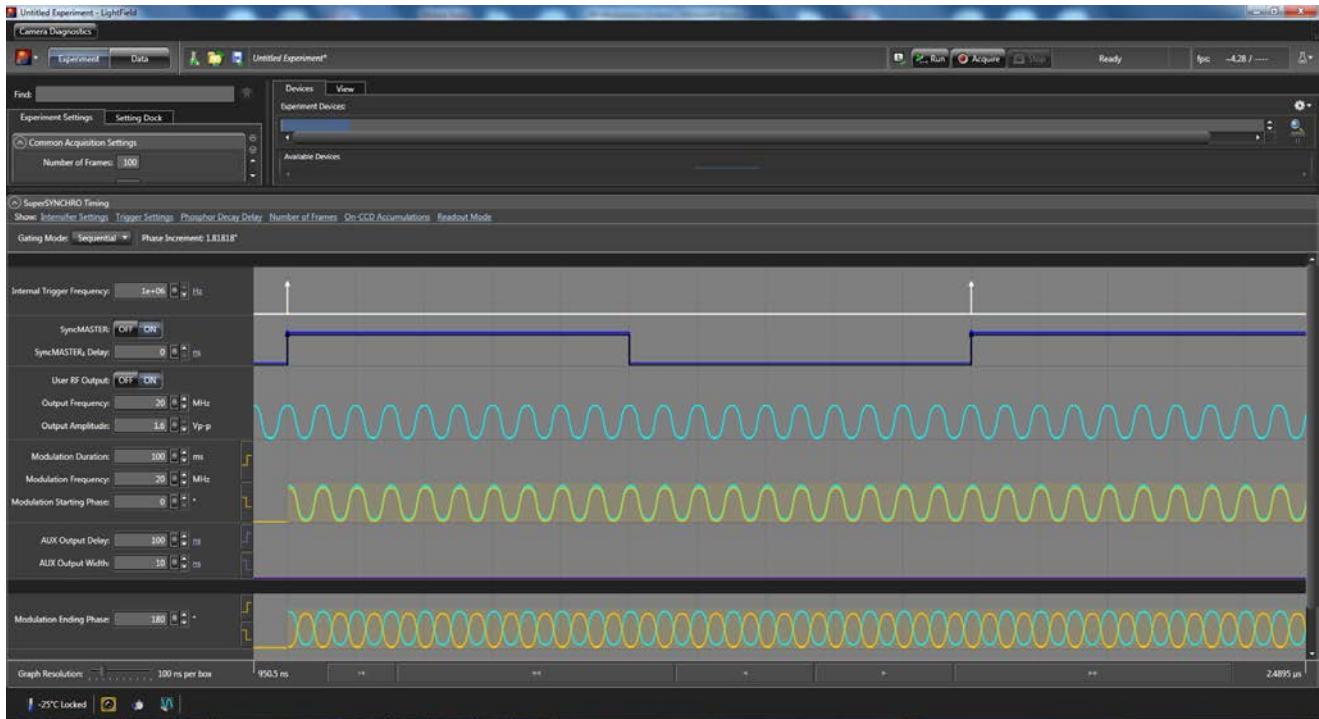 Untitled Experiment - LightField
Camera Diagnostics
Experiment Data Untitled Experiment* Run Acquire Stop Ready fps: -4.28 / ----
Find:
Devices View
Experiment Devices:
Experiment Settings Setting Dock
Common Acquisition Settings
Available Devices
Number of Frames: 100
SuperSYNCHRO Timing
Show: Intensifier Settings Trigger Settings Phosphor Decay Delay Number of Frames On-CCD Accumulations Readout Mode
Gating Mode: Sequential Phase Increment: 1.81818°
Internal Trigger Frequency: 1e+06 Hz
SyncMASTER: OFF ON
SyncMASTER₂ Delay: 0 ns
User RF Output: OFF ON
Output Frequency: 20 MHz
Output Amplitude: 1.6 Vp-p
Modulation Duration: 100 ms
Modulation Frequency: 20 MHz
Modulation Starting Phase: 0 °
AUX Output Delay: 100 ns
AUX Output Width: 10 ns
Modulation Ending Phase: 180 °
Graph Resolution: 100 ns per box 950.5 ns 2.4895 µs
-25°C Locked